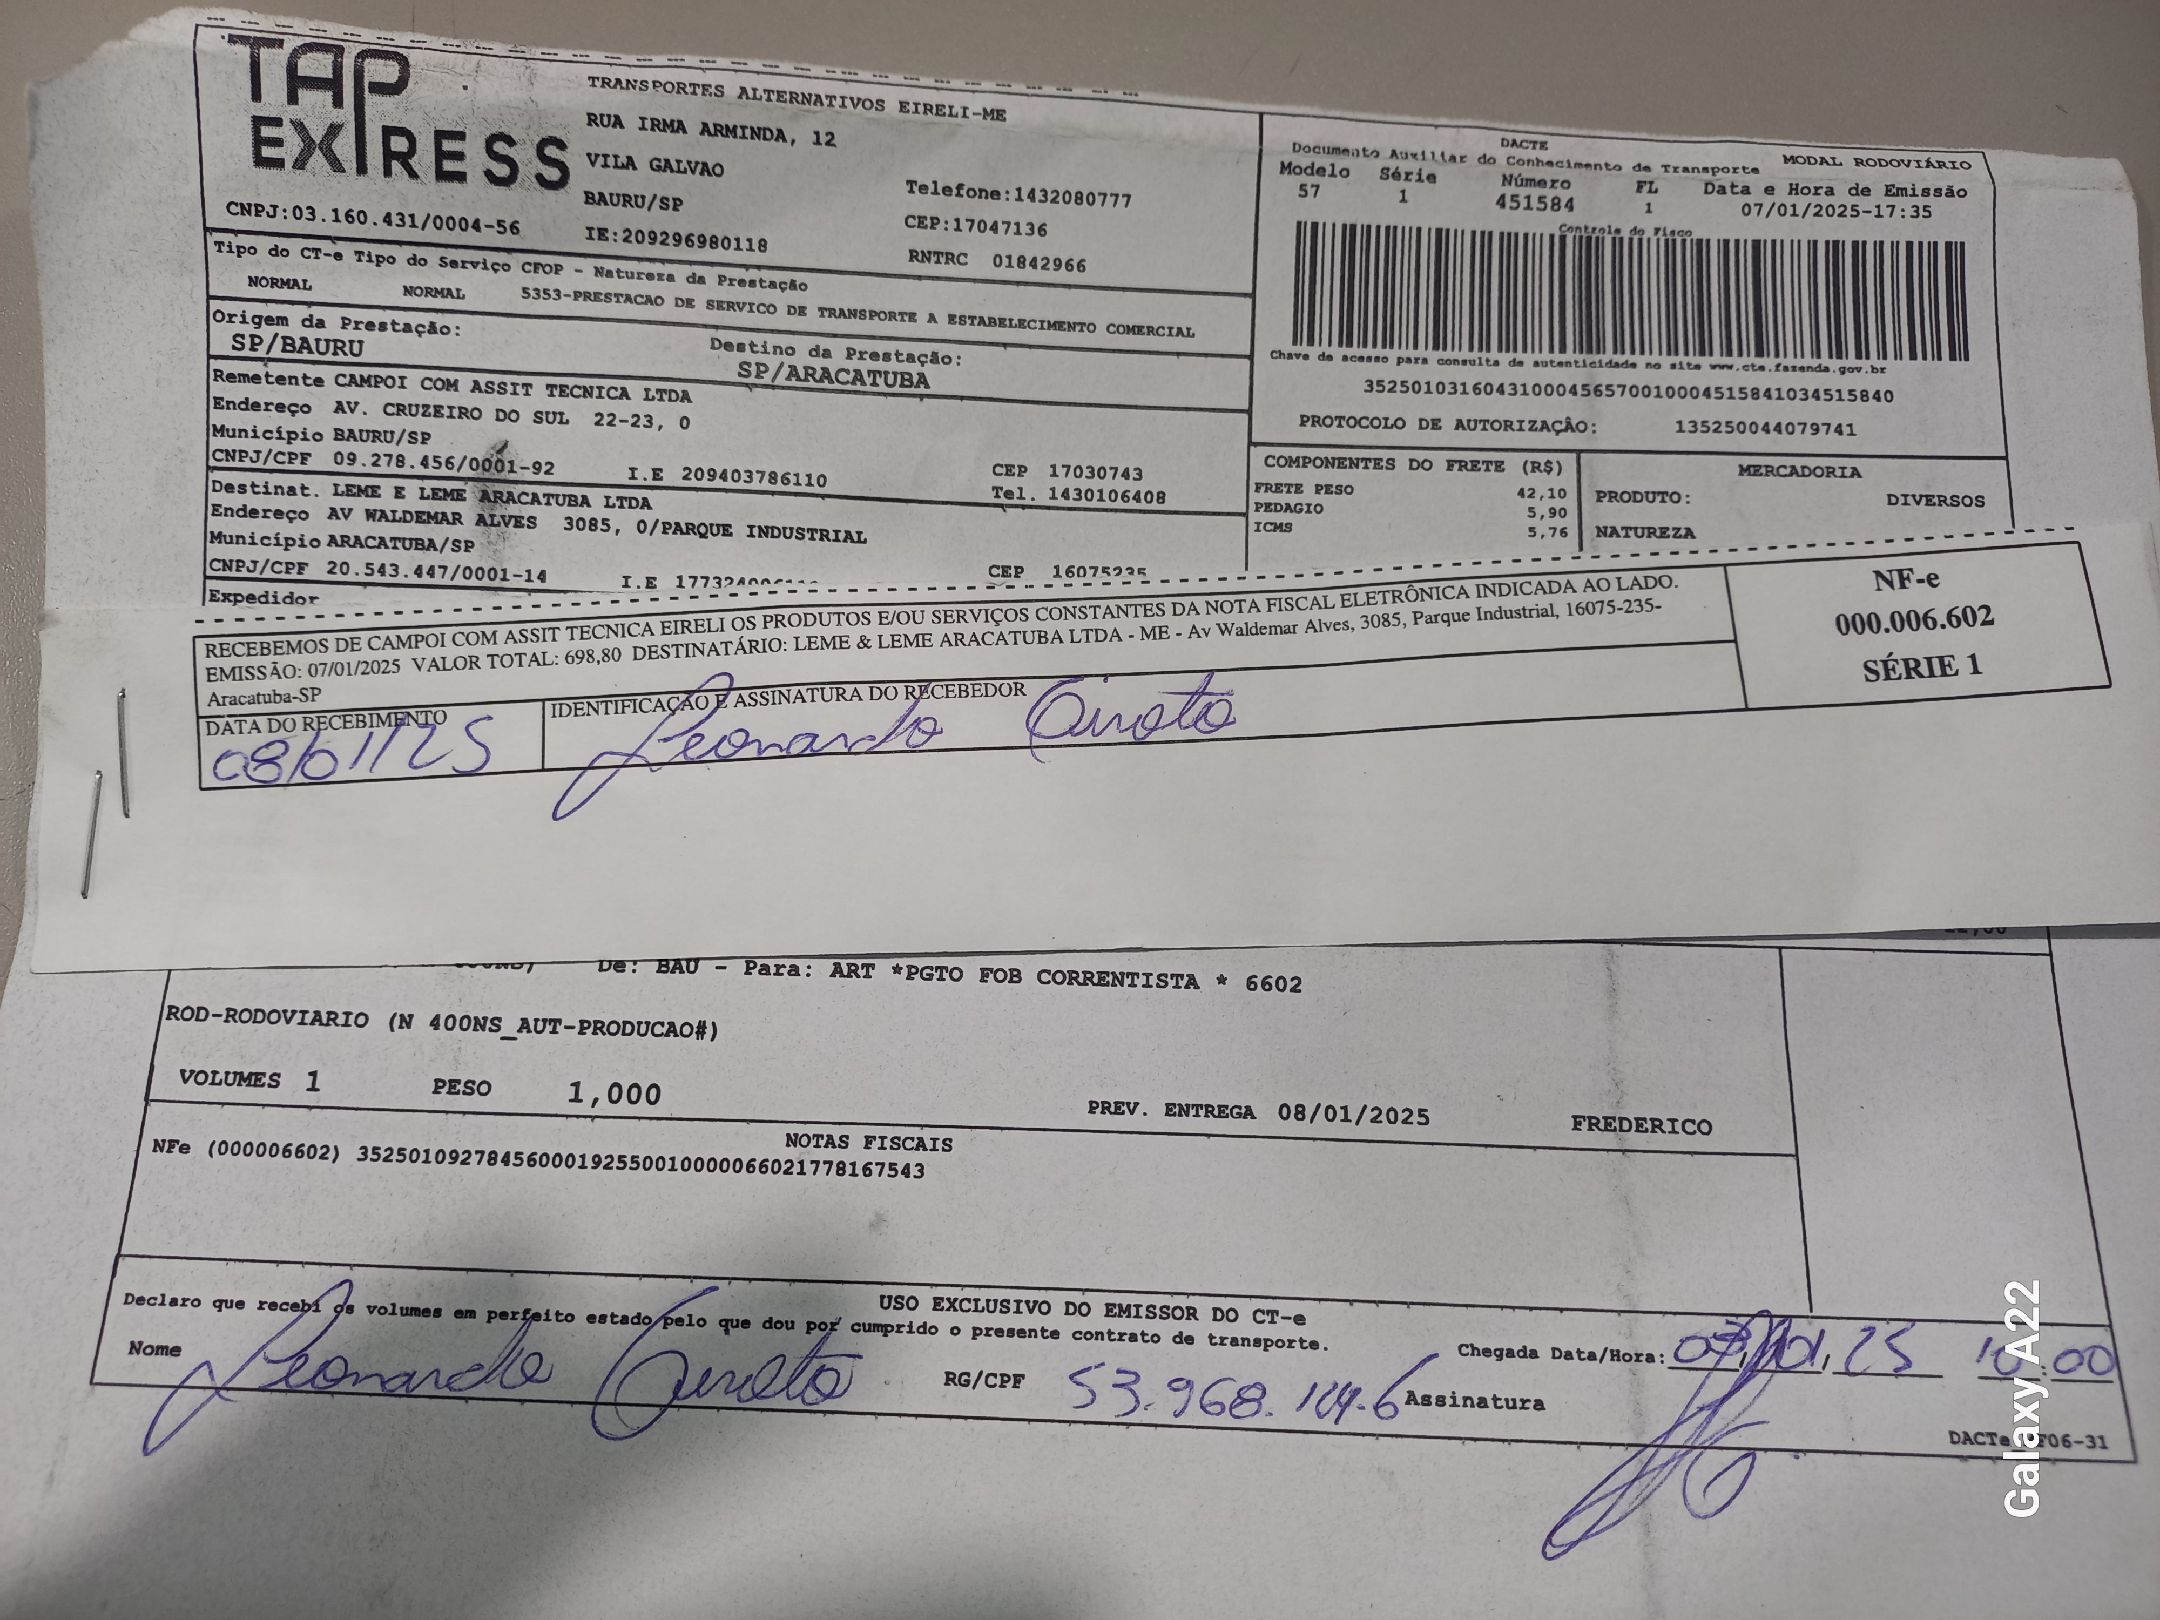 TAP EXPRESS
TRANSPORTES ALTERNATIVOS EIRELI-ME
RUA IRMA ARMINDA, 12
VILA GALVAO
BAURU/SP
Telefone:1432080777
CEP:17047136
CNPJ:03.160.431/0004-56
IE:209296980118
RNTRC 01842966
DACTE
Documento Auxiliar do Conhecimento de Transporte
MODAL RODOVIÁRIO
Modelo Série Número FL Data e Hora de Emissão
57 1 451584 1 07/01/2025-17:35
Controle do Fisco
Chave de acesso para consulta de autenticidade no site www.cte.fazenda.gov.br
35250103160431000456570010004515841034515840
PROTOCOLO DE AUTORIZAÇÂO: 135250044079741
Tipo do CT-e Tipo do Serviço CFOP - Natureza da Prestação
NORMAL NORMAL 5353-PRESTACAO DE SERVICO DE TRANSPORTE A ESTABELECIMENTO COMERCIAL
Origem da Prestação:
SP/BAURU
Destino da Prestação:
SP/ARACATUBA
Remetente CAMPOI COM ASSIT TECNICA LTDA
Endereço AV. CRUZEIRO DO SUL 22-23, 0
Município BAURU/SP
CEP 17030743
CNPJ/CPF 09.278.456/0001-92 I.E 209403786110 Tel. 1430106408
Destinat. LEME E LEME ARACATUBA LTDA
Endereço AV WALDEMAR ALVES 3085, 0/PARQUE INDUSTRIAL
Município ARACATUBA/SP
CNPJ/CPF 20.543.447/0001-14 I.E CEP 16075235
Expedidor
COMPONENTES DO FRETE (R$)
FRETE PESO 42,10
PEDAGIO 5,90
ICMS 5,76
MERCADORIA
PRODUTO: DIVERSOS
NATUREZA
RECEBEMOS DE CAMPOI COM ASSIT TECNICA EIRELI OS PRODUTOS E/OU SERVIÇOS CONSTANTES DA NOTA FISCAL ELETRÔNICA INDICADA AO LADO.
EMISSÃO: 07/01/2025 VALOR TOTAL: 698,80 DESTINATÁRIO: LEME & LEME ARACATUBA LTDA - ME - Av Waldemar Alves, 3085, Parque Industrial, 16075-235-
Aracatuba-SP
NF-e
000.006.602
SÉRIE 1
DATA DO RECEBIMENTO
08/01/25
IDENTIFICAÇÃO E ASSINATURA DO RECEBEDOR
Leonardo
De: BAU - Para: ART *PGTO FOB CORRENTISTA * 6602
ROD-RODOVIARIO (N 400NS_AUT-PRODUCAO#)
VOLUMES 1 PESO 1,000
PREV. ENTREGA 08/01/2025 FREDERICO
NOTAS FISCAIS
NFe (000006602) 35250109278456000192550010000066021778167543
USO EXCLUSIVO DO EMISSOR DO CT-e
Declaro que recebi os volumes em perfeito estado pelo que dou por cumprido o presente contrato de transporte.
Nome Leonardo
RG/CPF
Assinatura
Chegada Data/Hora: 25 10:00
Galaxy A22